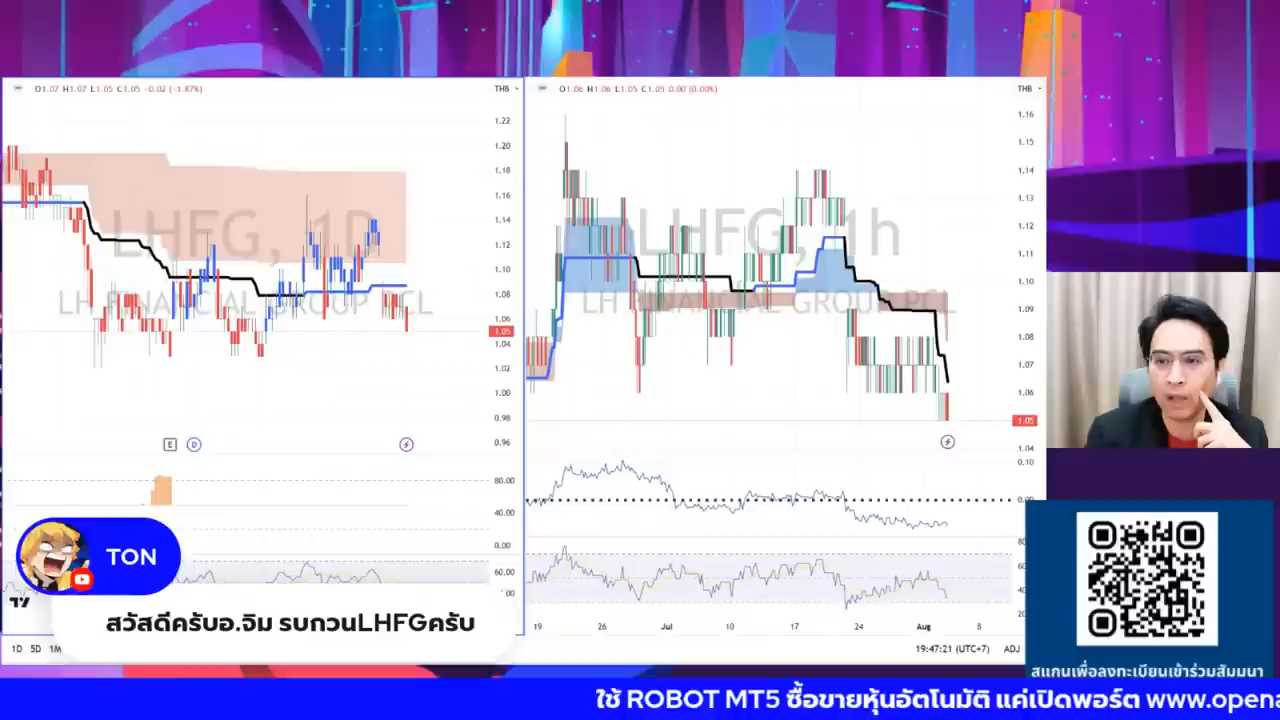 O1.07 H1.07 L1.05 C1.05 -0.02 (-1.87%)
THB
1.22
1.20
1.18
1.16
1.14
1.12
1.10
1.08
1.06
1.05
1.04
1.02
1.00
0.98
0.96
80.00
40.00
0.00
60.00
LHFG, 1D
LH FINANCIAL GROUP PCL
E
D
1D 5D 1M
O1.06 H1.06 L1.05 C1.05 0.00 (0.00%)
THB
1.16
1.15
1.14
1.13
1.12
1.11
1.10
1.09
1.08
1.07
1.06
1.05
1.04
0.10
0.00
LHFG, 1h
LH FINANCIAL GROUP PCL
19 26 Jul 10 17 24 Aug 8
19:47:21 (UTC+7) ADJ
TON
สวัสดีครับอ.จิม รบกวนLHFGครับ
สแกนเพื่อลงทะเบียนเข้าร่วมสัมมนา
ใช้ ROBOT MT5 ซื้อขายหุ้นอัตโนมัติ แค่เปิดพอร์ต www.opena